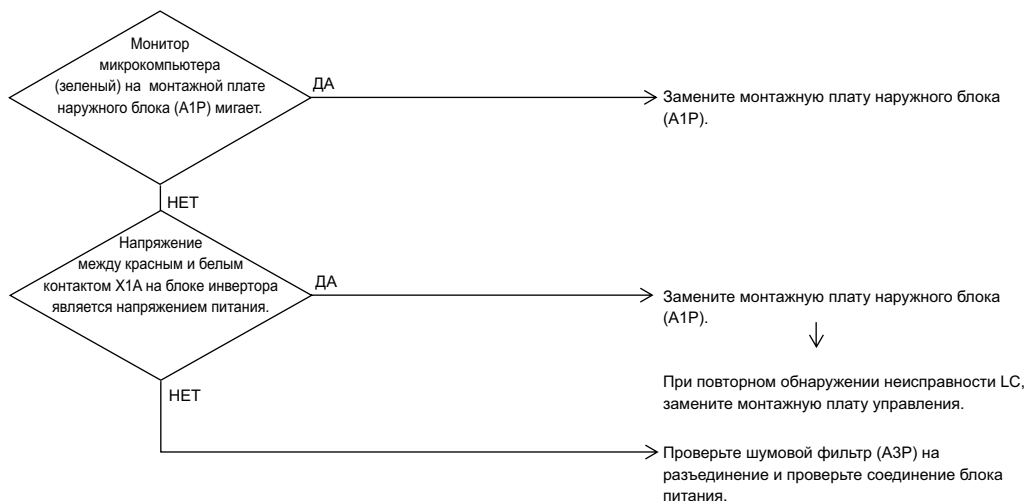 Монитор
микрокомпьютера
(зеленый) на монтажной плате
наружного блока (A1P) мигает.
ДА
Замените монтажную плату наружного блока
(A1P).
НЕТ
Напряжение
между красным и белым
контактом X1A на блоке инвертора
является напряжением питания.
ДА
Замените монтажную плату наружного блока
(A1P).
При повторном обнаружении неисправности LC,
замените монтажную плату управления.
НЕТ
Проверьте шумовой фильтр (A3P) на
разъединение и проверьте соединение блока
питания.